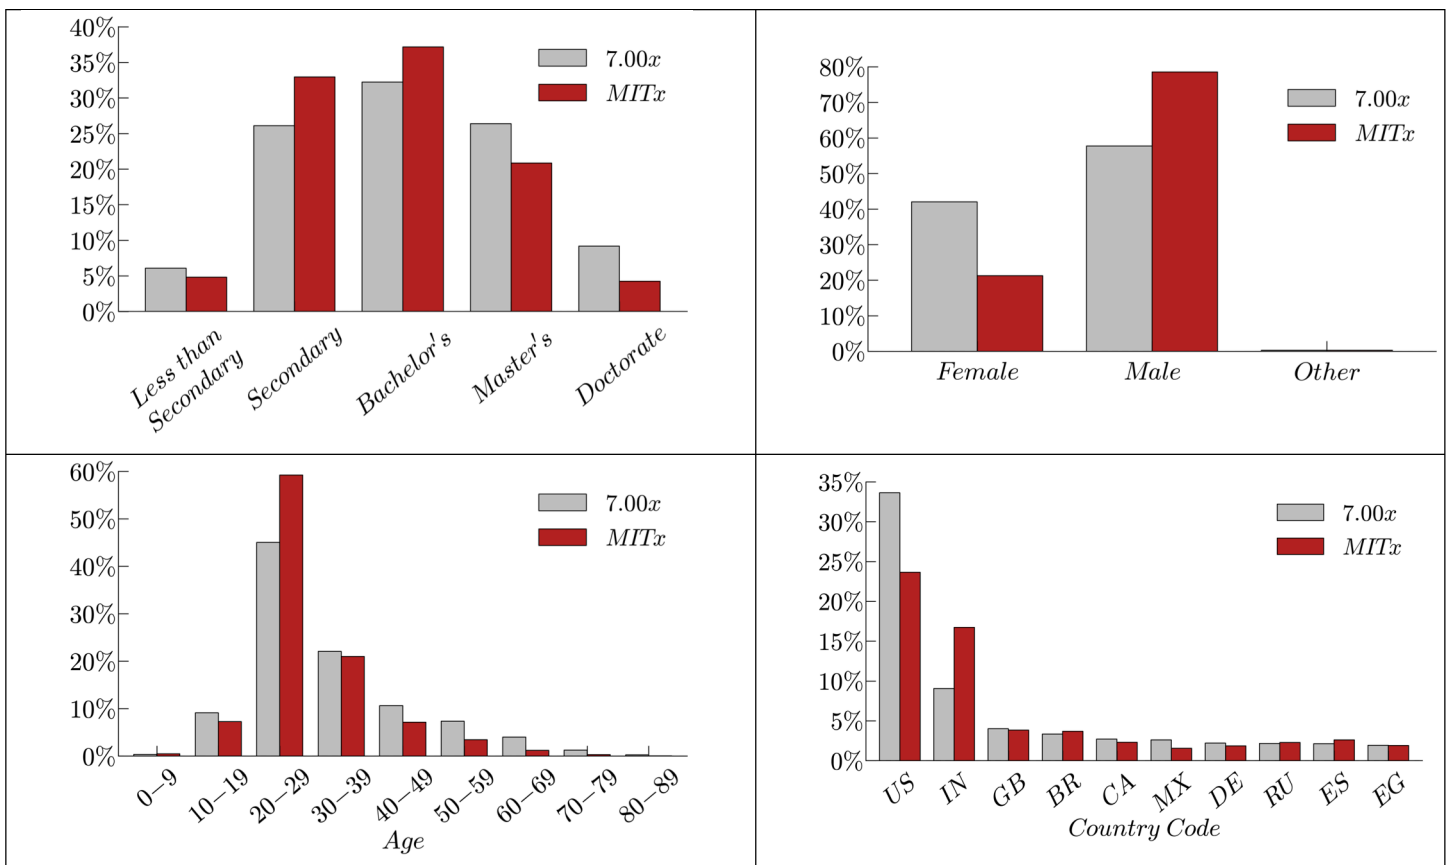 40%
35%
30%
25%
20%
15%
10%
5%
0%
7.00x
MITx
Less than
Secondary
Secondary
Bachelor's
Master's
Doctorate
80%
70%
60%
50%
40%
30%
20%
10%
0%
7.00x
MITx
Female Male Other
60%
50%
40%
30%
20%
10%
0%
7.00x
MITx
0−9 10−19 20−29 30−39 40−49 50−59 60−69 70−79 80−89
Age
35%
30%
25%
20%
15%
10%
5%
0%
7.00x
MITx
US IN GB BR CA MX DE RU ES EG
Country Code